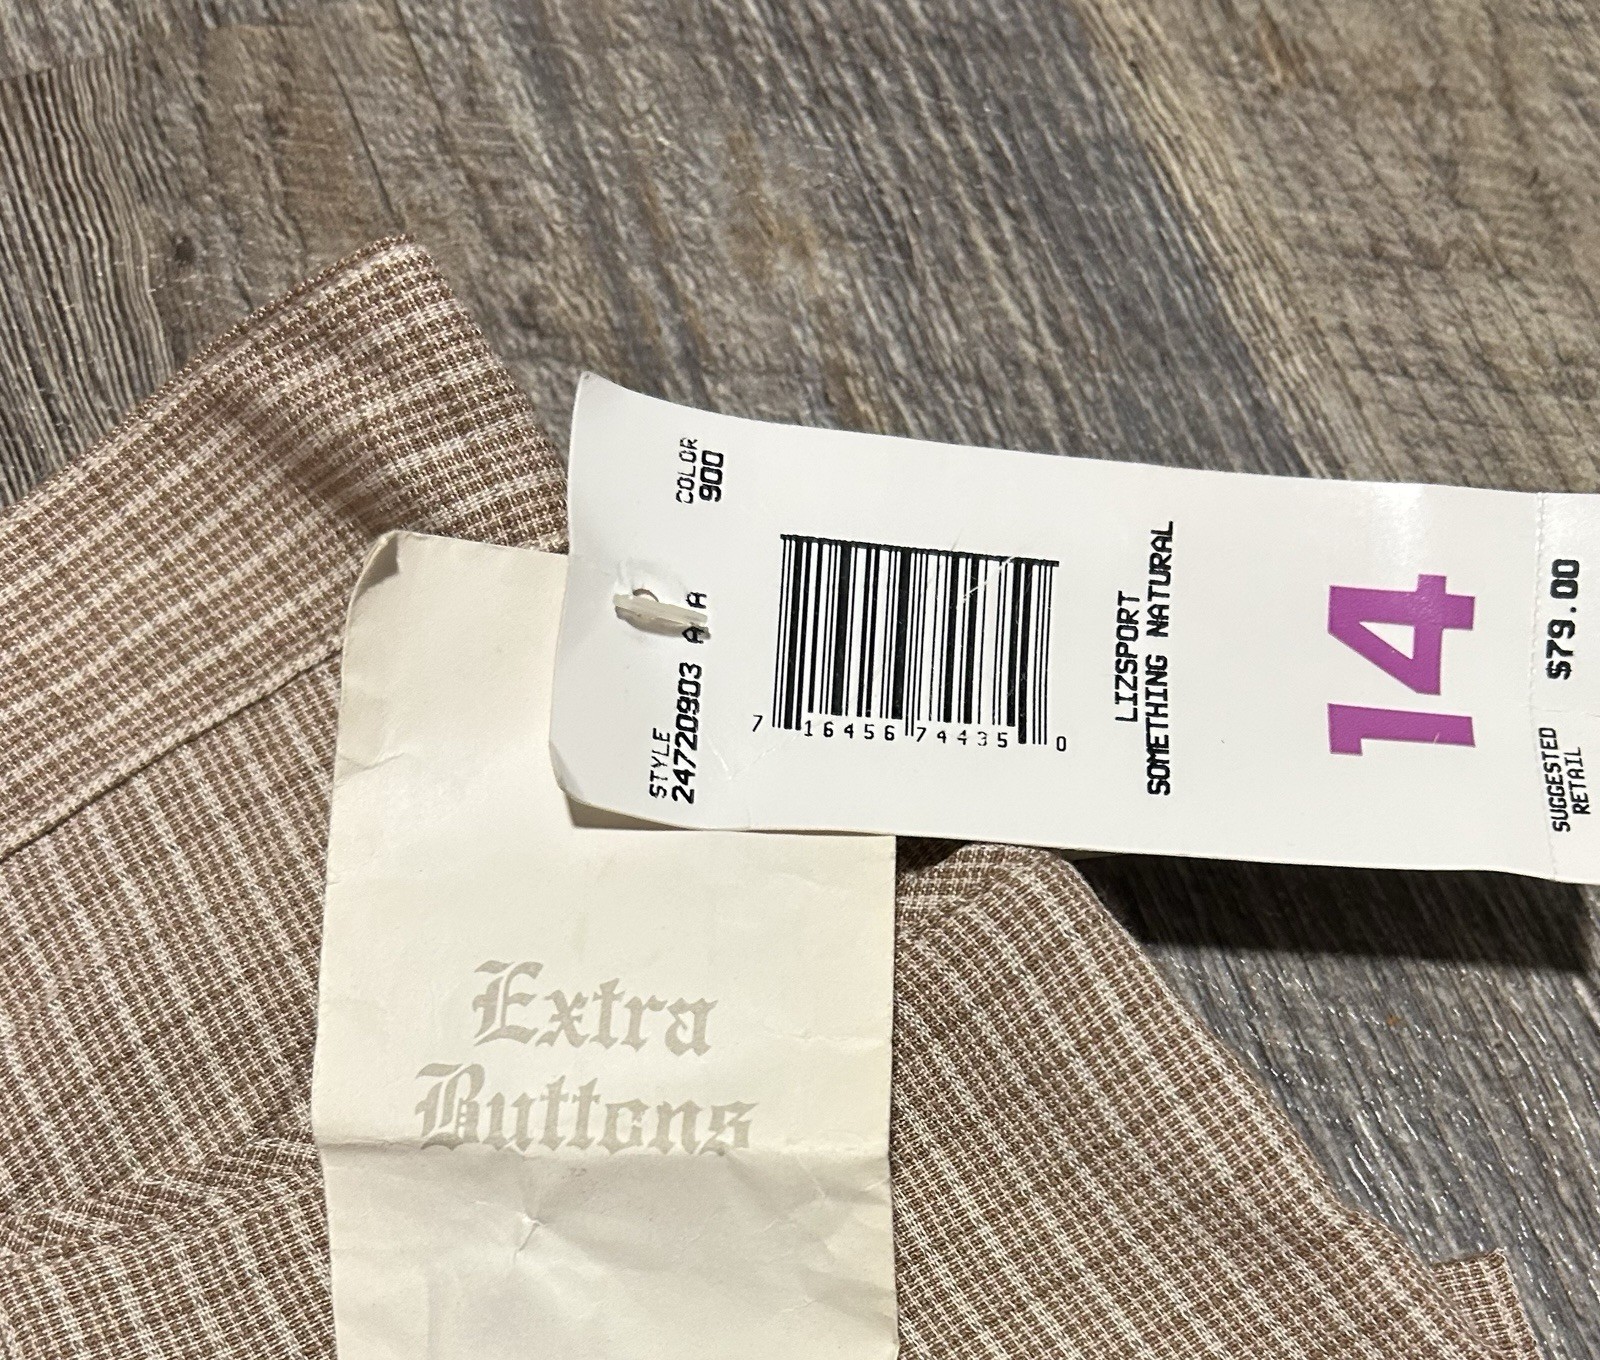 COLOR
900
STYLE
24720903 A A
7 16456 74435 0
LIZSPORT
SOMETHING NATURAL
14
SUGGESTED
RETAIL
$79.00
Extra
Buttons